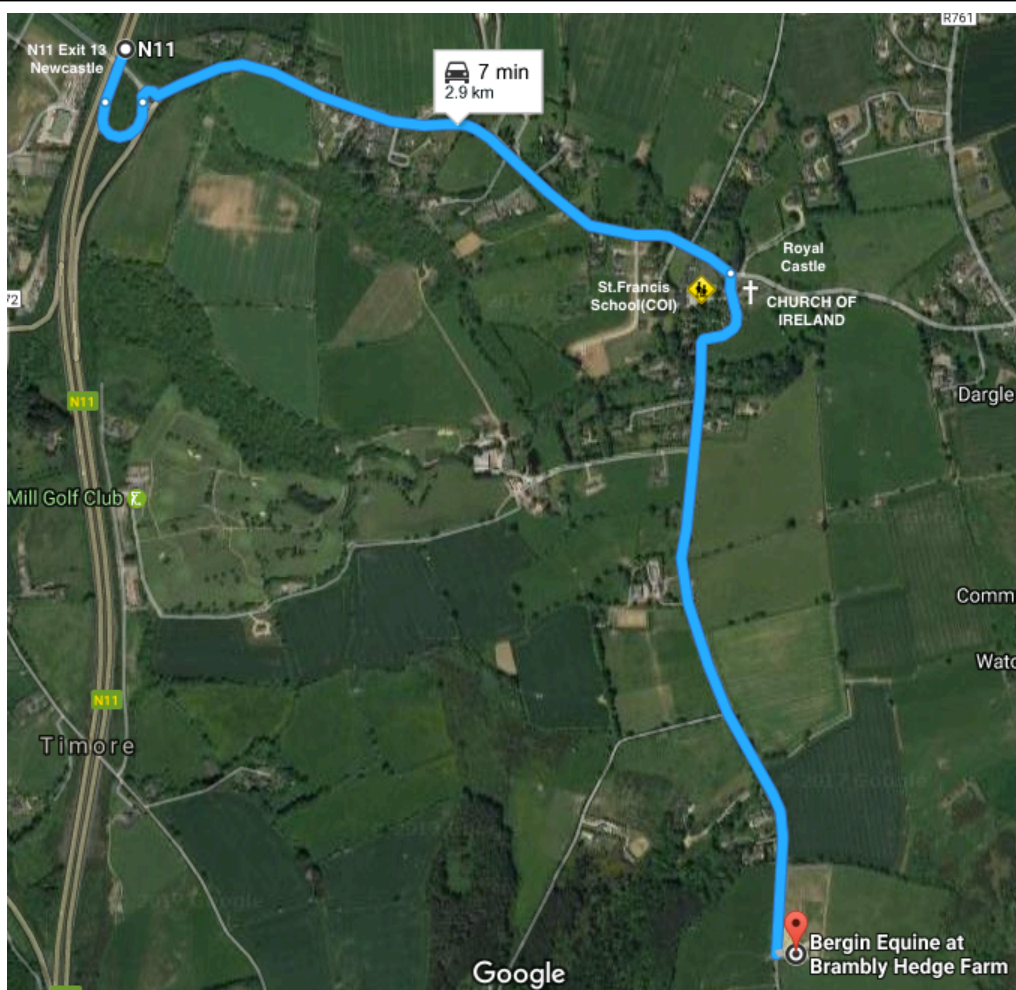 R761
N11 Exit 13
Newcastle
N11
7 min
2.9 km
Royal
Castle
St.Francis
School(COI)
CHURCH OF
IRELAND
72
N11
Dargle
Mill Golf Club
Comm
Watc
N11
Timore
Bergin Equine at
Brambly Hedge Farm
Google